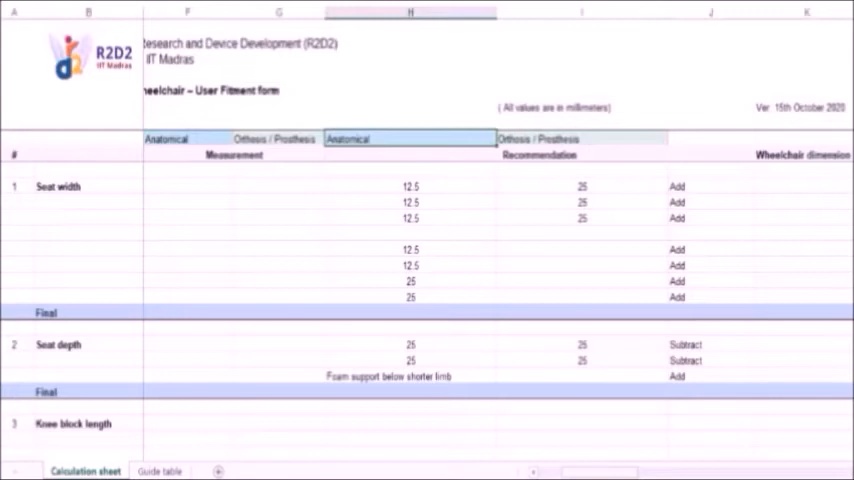 A B F G H I J K
R2D2
IIT Madras
Research and Device Development (R2D2)
IIT Madras
heelchair – User Fitment form
( All values are in millimeters) Ver: 15th October 2020
Anatomical Orthosis / Prosthesis Anatomical Orthosis / Prosthesis
# Measurement Recommendation Wheelchair dimension
1 Seat width 12.5 25 Add
12.5 25 Add
12.5 25 Add
12.5 Add
12.5 Add
25 Add
25 Add
Final
2 Seat depth 25 25 Subtract
25 25 Subtract
Foam support below shorter limb Add
Final
3 Knee block length
Calculation sheet Guide table